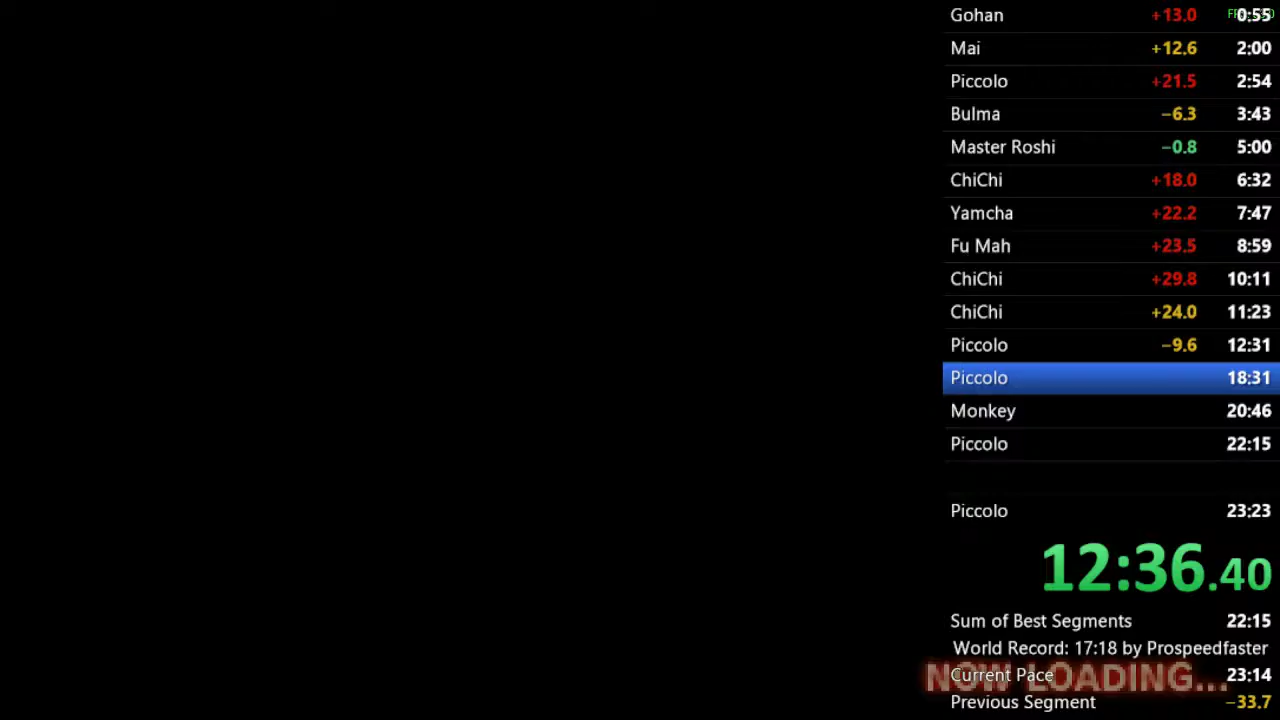 Gohan +13.0 0:55
Mai +12.6 2:00
Piccolo +21.5 2:54
Bulma −6.3 3:43
Master Roshi −0.8 5:00
ChiChi +18.0 6:32
Yamcha +22.2 7:47
Fu Mah +23.5 8:59
ChiChi +29.8 10:11
ChiChi +24.0 11:23
Piccolo −9.6 12:31
Piccolo 18:31
Monkey 20:46
Piccolo 22:15
Piccolo 23:23
12:36.40
Sum of Best Segments 22:15
World Record: 17:18 by Prospeedfaster
Current Pace 23:14
NOW LOADING...
Previous Segment −33.7